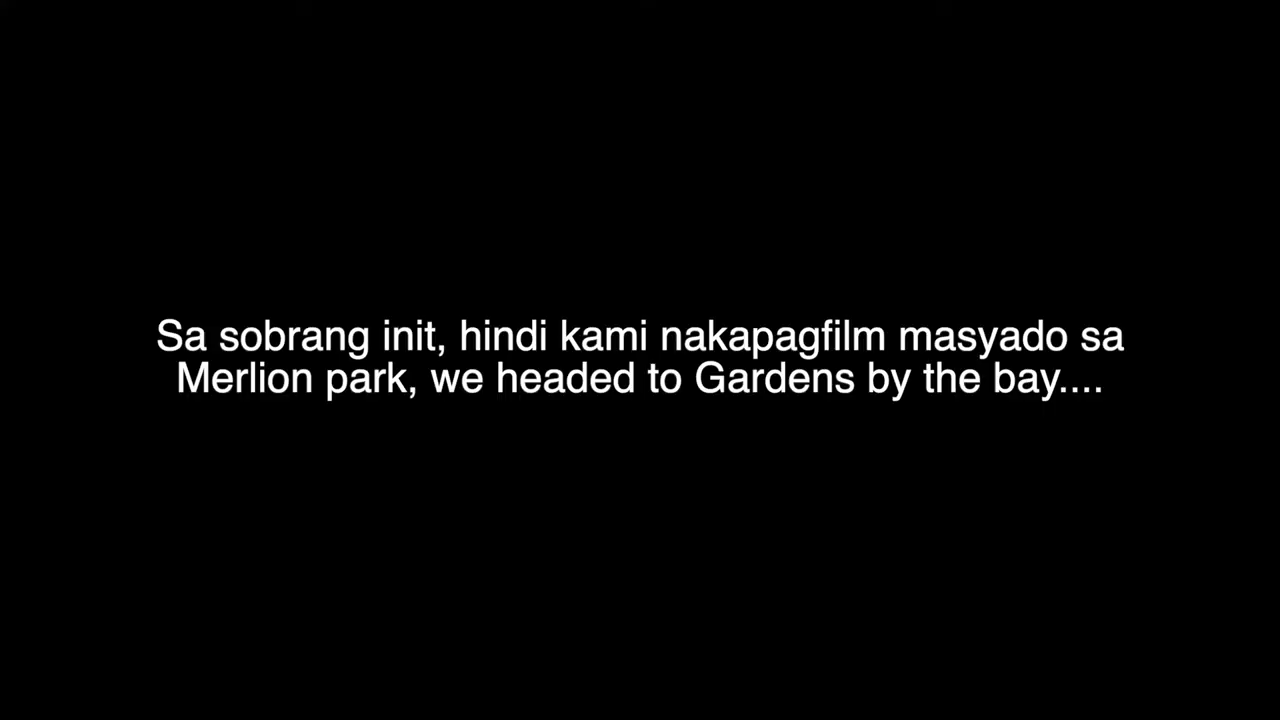 Sa sobrang init, hindi kami nakapagfilm masyado sa
Merlion park, we headed to Gardens by the bay....